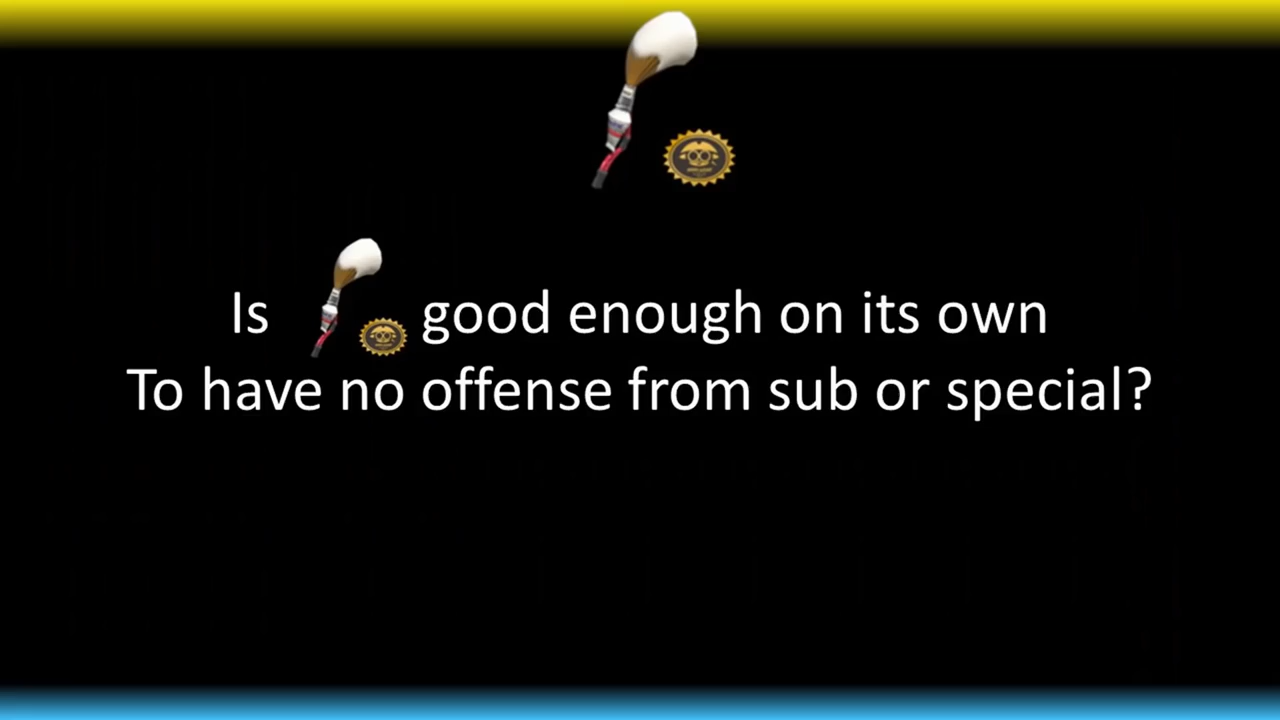 Is good enough on its own
To have no offense from sub or special?